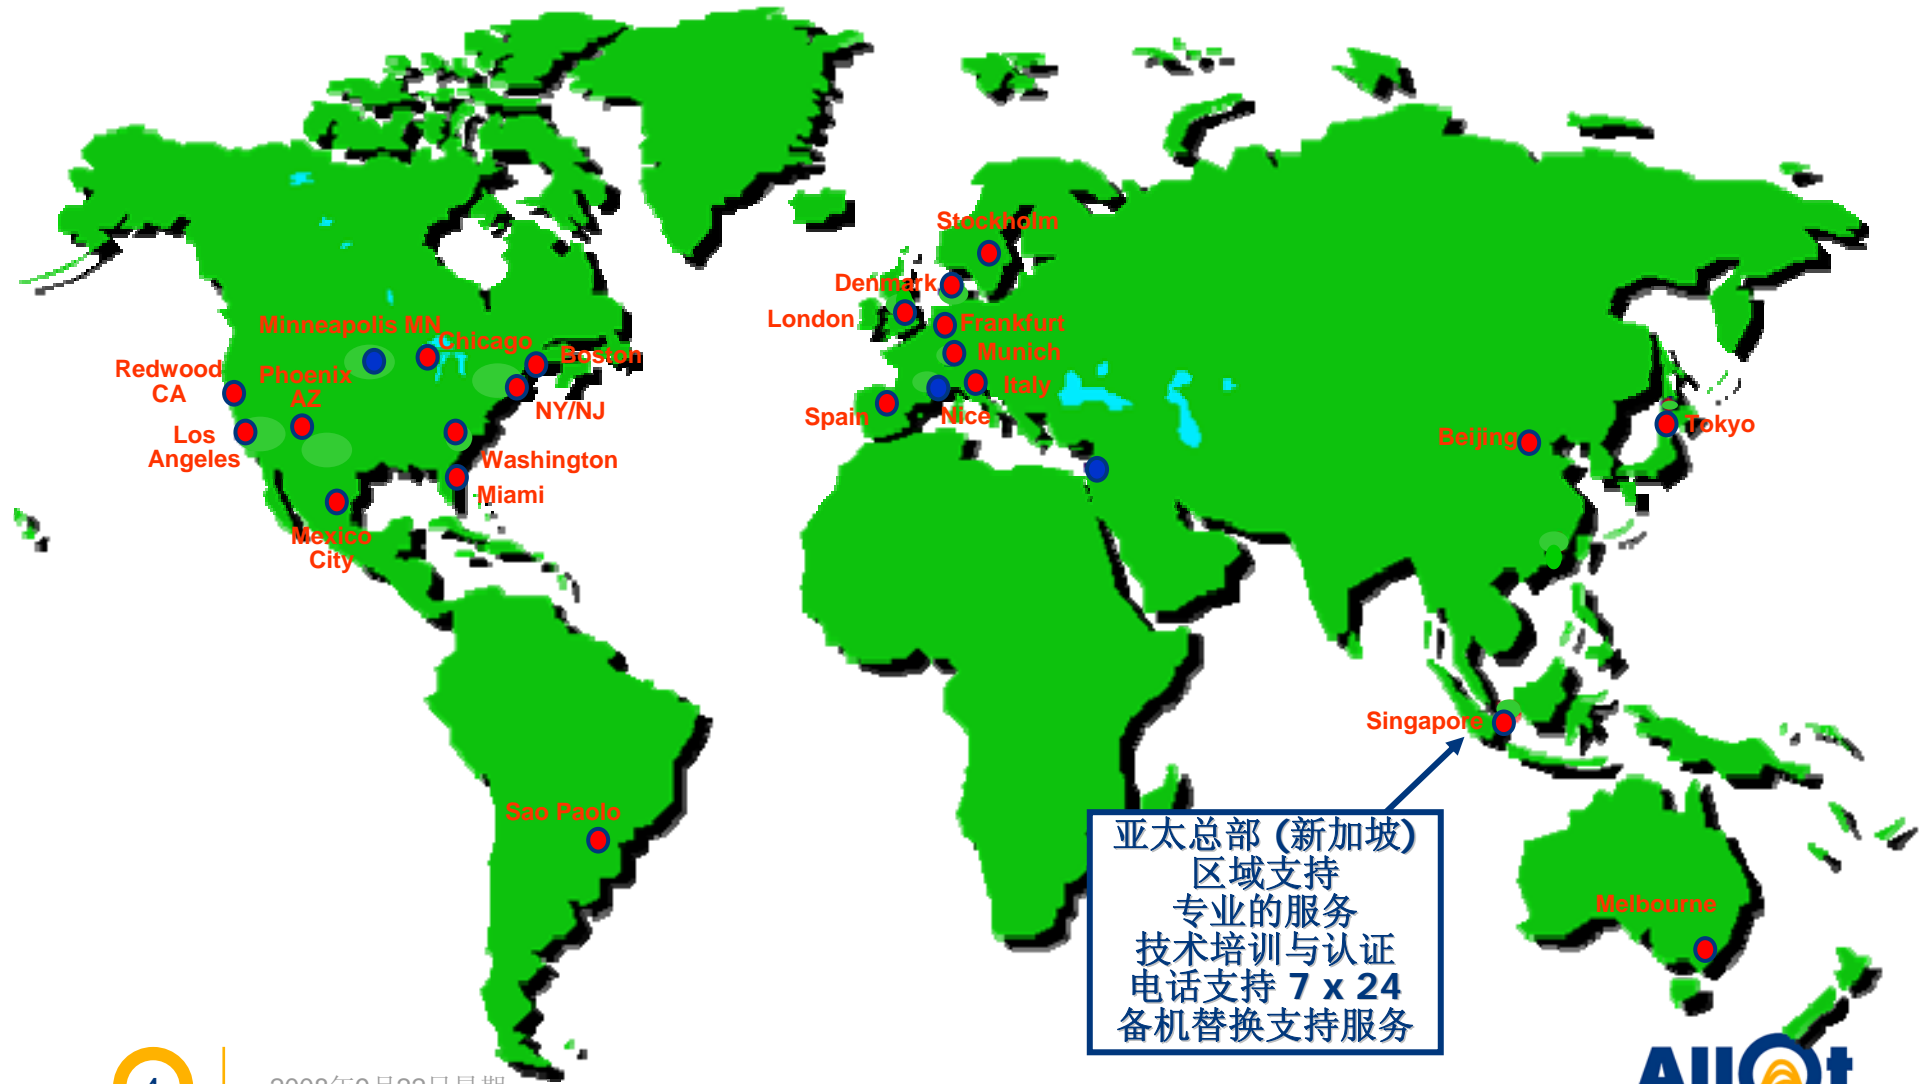 Stockholm
Denmark
London
Frankfurt
Munich
Italy
Nice
Spain
Minneapolis MN
Chicago
Boston
NY/NJ
Redwood
CA
Phoenix
AZ
Los
Angeles
Washington
Miami
Mexico
City
Beijing
Tokyo
Singapore
Sao Paolo
Melbourne
亚太总部 (新加坡)
区域支持
专业的服务
技术培训与认证
电话支持 7 x 24
备机替换支持服务
Allot